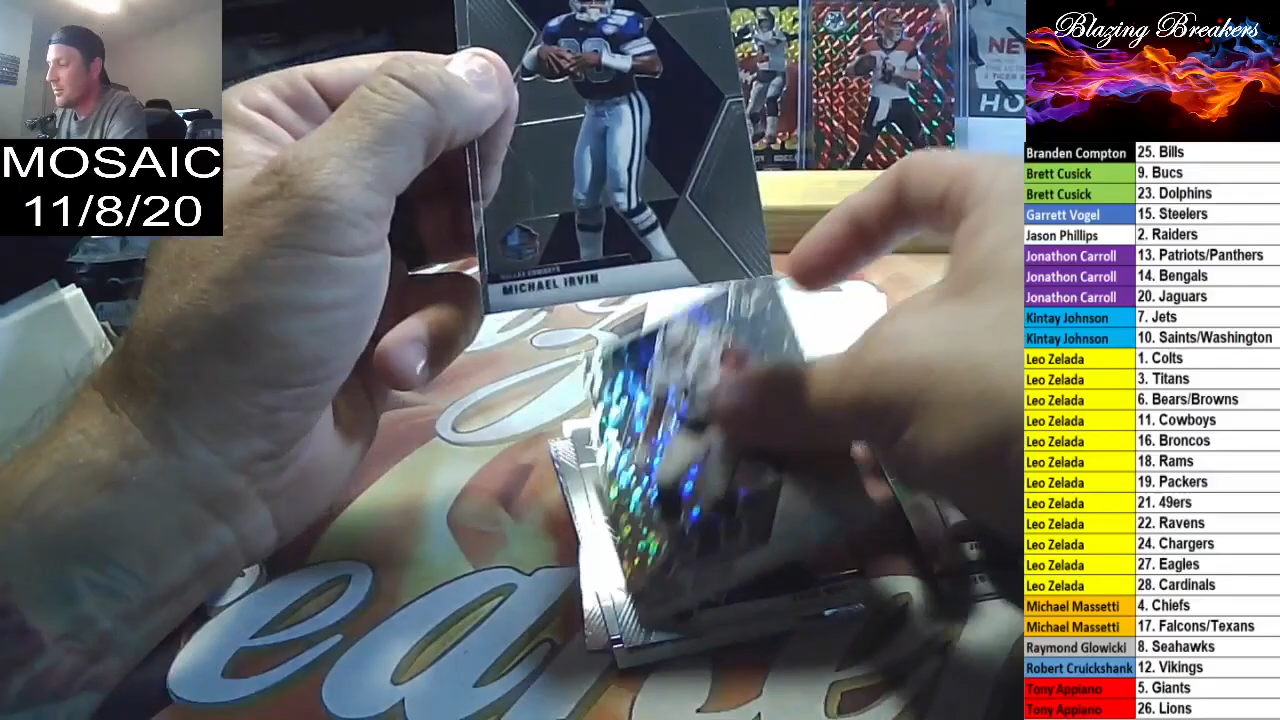 MOSAIC
11/8/20
MICHAEL IRVIN
NE
HO
Blazing Breakers
Branden Compton 25. Bills
Brett Cusick 9. Bucs
Brett Cusick 23. Dolphins
Garrett Vogel 15. Steelers
Jason Phillips 2. Raiders
Jonathon Carroll 13. Patriots/Panthers
Jonathon Carroll 14. Bengals
Jonathon Carroll 20. Jaguars
Kintay Johnson 7. Jets
Kintay Johnson 10. Saints/Washington
Leo Zelada 1. Colts
Leo Zelada 3. Titans
Leo Zelada 6. Bears/Browns
Leo Zelada 11. Cowboys
Leo Zelada 16. Broncos
Leo Zelada 18. Rams
Leo Zelada 19. Packers
Leo Zelada 21. 49ers
Leo Zelada 22. Ravens
Leo Zelada 24. Chargers
Leo Zelada 27. Eagles
Leo Zelada 28. Cardinals
Michael Massetti 4. Chiefs
Michael Massetti 17. Falcons/Texans
Raymond Glowicki 8. Seahawks
Robert Cruickshank 12. Vikings
Tony Appiano 5. Giants
Tony Appiano 26. Lions